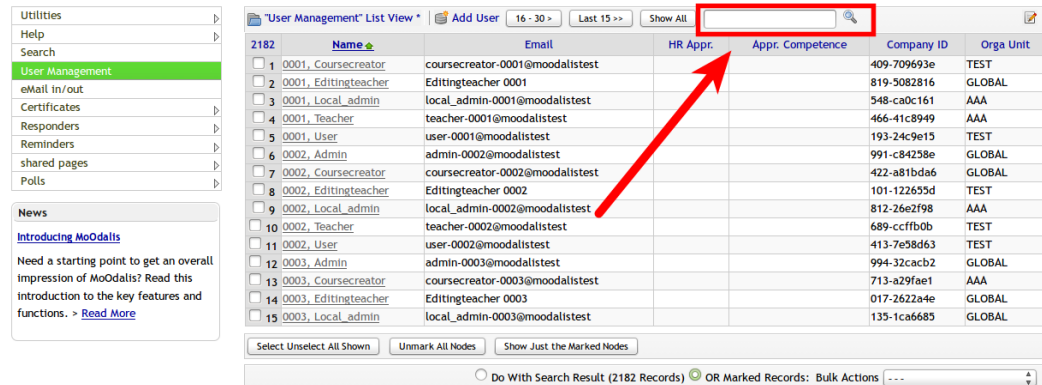 Utilities
Help
Search
User Management
eMail in/out
Certificates
Responders
Reminders
shared pages
Polls
News
Introducing MoOdalis
Need a starting point to get an overall
impression of MoOdalis? Read this
introduction to the key features and
functions. > Read More
"User Management" List View * Add User 16 - 30 > Last 15 >> Show All
2182 Name Email HR Appr. Appr. Competence Company ID Orga Unit
1 0001, Coursecreator coursecreator-0001@moodalistest 409-709693e TEST
2 0001, Editingteacher Editingteacher 0001 819-5082816 GLOBAL
3 0001, Local_admin local_admin-0001@moodalistest 548-ca0c161 AAA
4 0001, Teacher teacher-0001@moodalistest 466-41c8949 AAA
5 0001, User user-0001@moodalistest 193-24c9e15 TEST
6 0002, Admin admin-0002@moodalistest 991-c84258e GLOBAL
7 0002, Coursecreator coursecreator-0002@moodalistest 422-a81bda6 GLOBAL
8 0002, Editingteacher Editingteacher 0002 101-122655d TEST
9 0002, Local_admin local_admin-0002@moodalistest 812-26e2f98 AAA
10 0002, Teacher teacher-0002@moodalistest 689-ccffb0b TEST
11 0002, User user-0002@moodalistest 413-7e58d63 TEST
12 0003, Admin admin-0003@moodalistest 994-32cacb2 GLOBAL
13 0003, Coursecreator coursecreator-0003@moodalistest 713-a29fae1 AAA
14 0003, Editingteacher Editingteacher 0003 017-2622a4e GLOBAL
15 0003, Local_admin local_admin-0003@moodalistest 135-1ca6685 GLOBAL
Select Unselect All Shown Unmark All Nodes Show Just the Marked Nodes
Do With Search Result (2182 Records) OR Marked Records: Bulk Actions ---